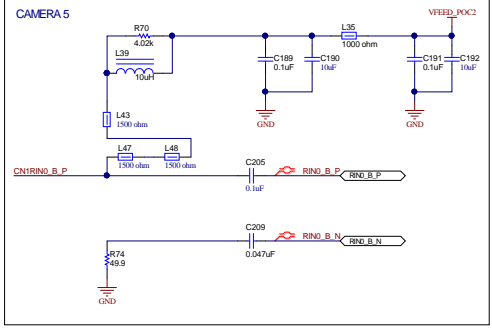 CAMERA 5
VFEED_POC2
R70
4.02k
L39
10uH
L35
1000 ohm
C189
0.1uF
C190
10uF
C191
0.1uF
C192
10uF
GND
GND
L43
1500 ohm
L47
1500 ohm
L48
1500 ohm
CN1RIN0_B_P
C205
0.1uF
RIN0_B_P
RIN0_B_P
C209
0.047uF
RIN0_B_N
RIN0_B_N
R74
49.9
GND